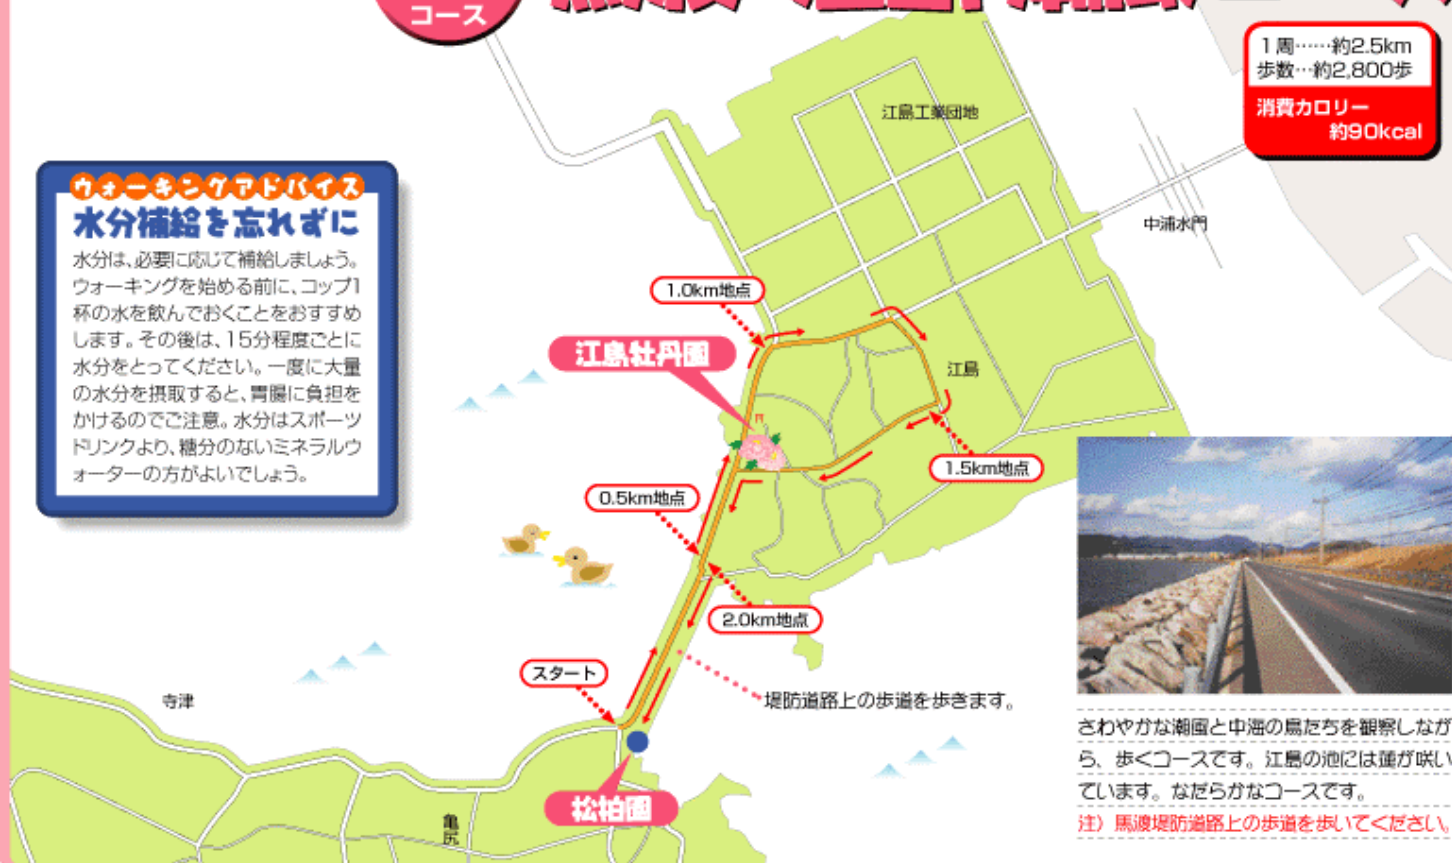 コース
1周……約2.5km
歩数…約2,800歩
消費カロリー
約90kcal
江島工業団地
中浦水門
ウォーキングアドバイス
水分補給を忘れずに
水分は、必要に応じて補給しましょう。
ウォーキングを始める前に、コップ1
杯の水を飲んでおくことをおすすめ
します。その後は、15分程度ごとに
水分をとってください。一度に大量
の水分を摂取すると、胃腸に負担を
かけるのでご注意。水分はスポーツ
ドリンクより、糖分のないミネラルウ
ォーターの方がよいでしょう。
1.0km地点
江島牡丹園
江島
1.5km地点
0.5km地点
2.0km地点
スタート
堤防道路上の歩道を歩きます。
寺津
松柏園
亀尻
さわやかな潮風と中海の鳥たちを観察しなが
ら、歩くコースです。江島の池には蓮が咲い
ています。なだらかなコースです。
注）馬渡堤防道路上の歩道を歩いてください。